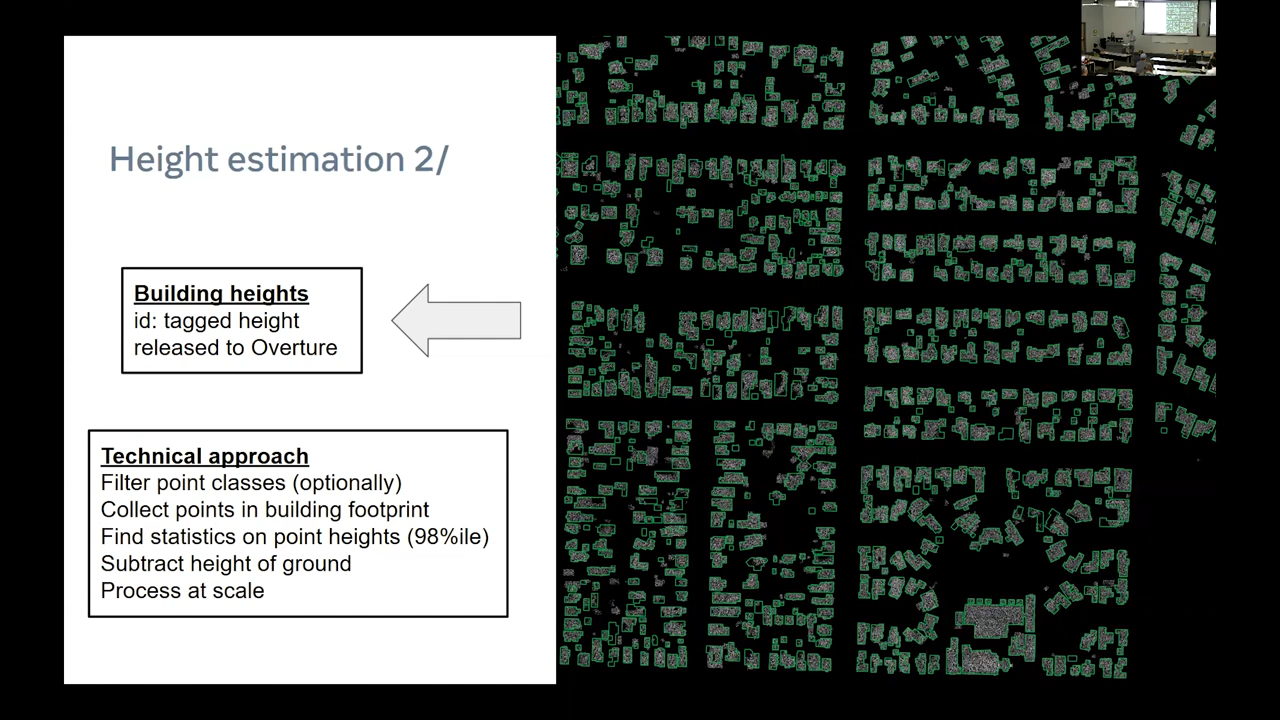 Height estimation 2/
Building heights
id: tagged height
released to Overture
Technical approach
Filter point classes (optionally)
Collect points in building footprint
Find statistics on point heights (98%ile)
Subtract height of ground
Process at scale